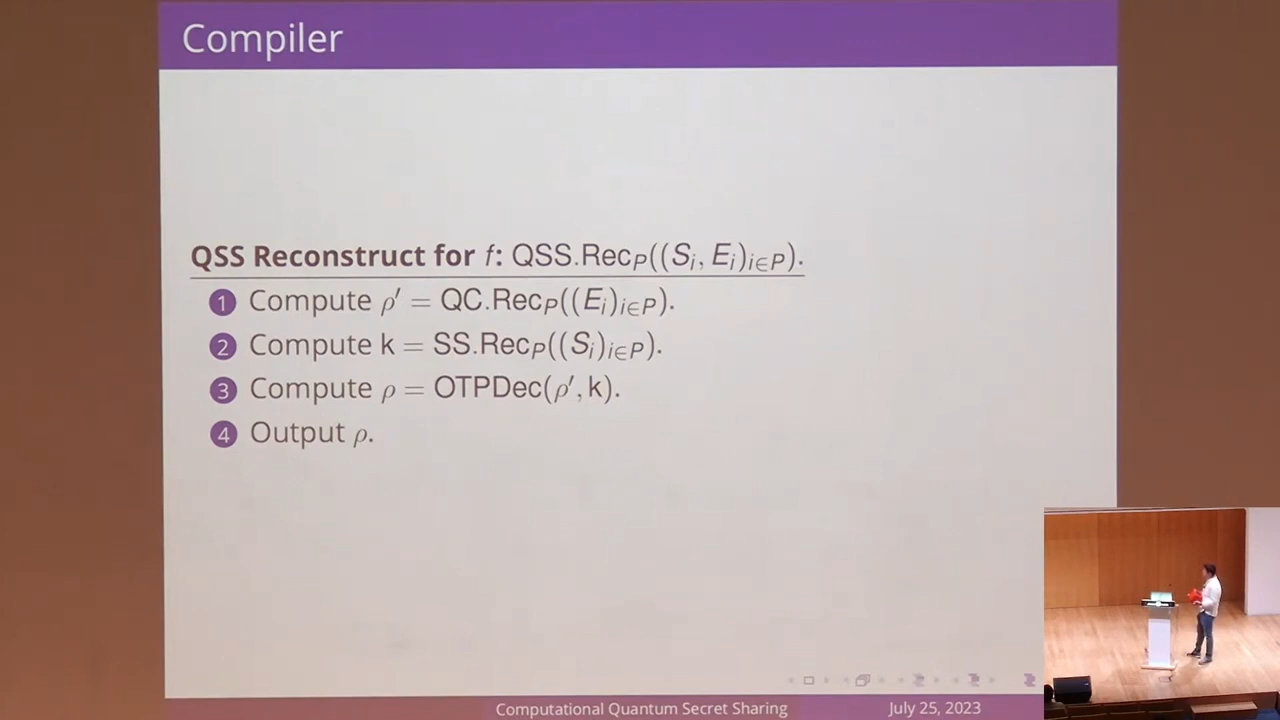 Compiler
QSS Reconstruct for f: QSS.Rec_P((S_i, E_i)_{i∈P}).
1 Compute ρ′ = QC.Rec_P((E_i)_{i∈P}).
2 Compute k = SS.Rec_P((S_i)_{i∈P}).
3 Compute ρ = OTPDec(ρ′, k).
4 Output ρ.
Computational Quantum Secret Sharing July 25, 2023